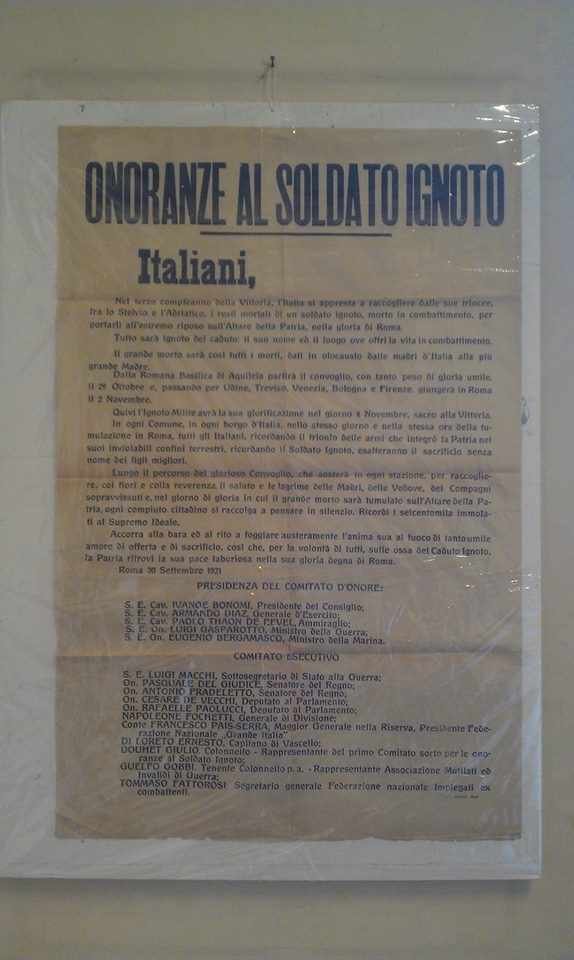 ONORANZE AL SOLDATO IGNOTO
Italiani,
Nel terzo compleanno della Vittoria, l'Italia si appresta a raccogliere dalle sue trincee,
fra lo Stelvio e l'Adriatico, i resti mortali di un soldato ignoto, morto in combattimento, per
portarli all'estremo riposo sull'Altare della Patria, nella gloria di Roma.
Tutto sarà ignoto del caduto: il suo nome ed il luogo ove offrì la vita in combattimento.
Il grande morto sarà così tutti i morti, dati in olocausto dalle madri d'Italia alla più
grande Madre.
Dalla Romana Basilica di Aquileia partirà il convoglio, con tanto peso di gloria umile,
il 29 Ottobre e, passando per Udine, Treviso, Venezia, Bologna e Firenze, giungerà in Roma
il 2 Novembre.
Quivi l'Ignoto Milite avrà la sua glorificazione nel giorno 4 Novembre, sacro alla Vittoria.
In ogni Comune, in ogni borgo d'Italia, nello stesso giorno e nella stessa ora della tu-
mulazione in Roma, tutti gli Italiani, ricordando il trionfo delle armi che integrò la Patria nei
suoi inviolabili confini terrestri, ricordando il Soldato Ignoto, esalteranno il sacrificio senza
nome dei figli migliori.
Lungo il percorso del glorioso Convoglio, che sosterà in ogni stazione, per raccoglie-
re, coi fiori e colla reverenza, il saluto e le lagrime delle Madri, delle Vedove, dei Compagni
sopravvissuti e, nel giorno di gloria in cui il grande morto sarà tumulato sull'Altare della Pa-
tria, ogni compiuto cittadino si raccolga a pensare in silenzio. Ricordi i seicentomila immola-
ti al Supremo Ideale.
Accorra alla bara ed al rito a foggiare austeramente l'anima sua al fuoco di tanto umile
amore di offerta e di sacrificio, così che, per la volontà di tutti, sulle ossa del Caduto Ignoto,
la Patria ritrovi la sua pace laboriosa nella sua gloria degna di Roma.
Roma 30 Settembre 1921
PRESIDENZA DEL COMITATO D'ONORE:
S. E. Cav. IVANOE BONOMI, Presidente del Consiglio;
S. E. Cav. ARMANDO DIAZ, Generale d'Esercito;
S. E. Cav. PAOLO THAON DE REVEL, Ammiraglio;
S. E. On. LUIGI GASPAROTTO, Ministro della Guerra;
S. E. On. EUGENIO BERGAMASCO, Ministro della Marina.
COMITATO ESECUTIVO
S. E. LUIGI MACCHI, Sottosegretario di Stato alla Guerra;
On. PASQUALE DEL GIUDICE, Senatore del Regno;
On. ANTONIO FRADELETTO, Senatore del Regno;
On. CESARE DE VECCHI, Deputato al Parlamento;
On. RAFAELLE PAOLUCCI, Deputato al Parlamento;
NAPOLEONE FOCHETTI, Generale di Divisione;
Conte FRANCESCO PAIS-SERRA, Maggior Generale nella Riserva, Presidente Fede-
razione Nazionale „Grande Italia"
DI LORETO ERNESTO, Capitano di Vascello;
DOUHET GIULIO, Colonnello - Rappresentante del primo Comitato sorto per le ono-
ranze al Soldato Ignoto;
GUELFO GOBBI, Tenente Colonnello p. a. - Rappresentante Associazione Mutilati ed
Invalidi di Guerra;
TOMMASO FATTOROSI Segretario generale Federazione nazionale Impiegati ex
combattenti.